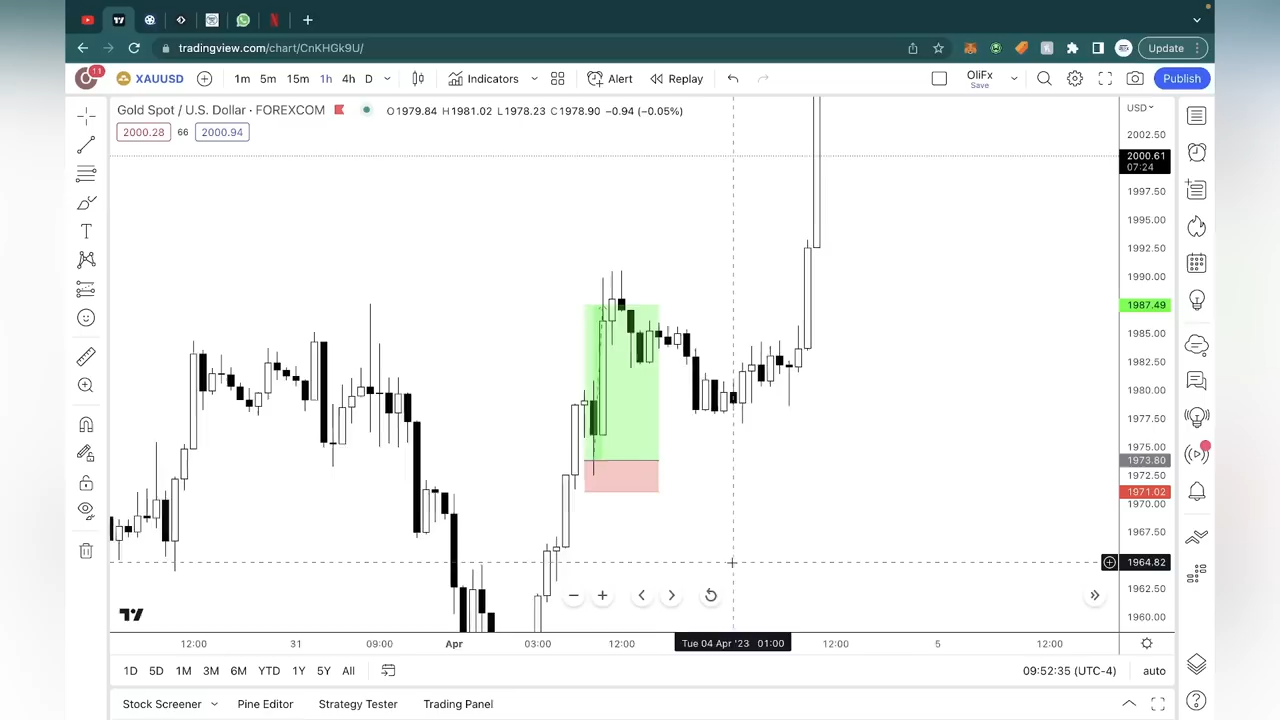 Update
tradingview.com/chart/CnKHGk9U/
11
XAUUSD
1m 5m 15m 1h 4h D
Indicators
Alert
Replay
OliFx
Save
Publish
Gold Spot / U.S. Dollar · FOREXCOM
O1979.84 H1981.02 L1978.23 C1978.90 −0.94 (−0.05%)
USD
2000.28 66 2000.94
2002.50
2000.61
07:24
1997.50
1995.00
1992.50
1990.00
1987.49
1985.00
1982.50
1980.00
1977.50
1975.00
1973.80
1972.50
1971.02
1970.00
1967.50
1964.82
1962.50
1960.00
12:00 31 09:00 Apr 03:00 12:00 Tue 04 Apr '23 01:00 12:00 5 12:00
1D 5D 1M 3M 6M YTD 1Y 5Y All
09:52:35 (UTC-4) auto
Stock Screener Pine Editor Strategy Tester Trading Panel